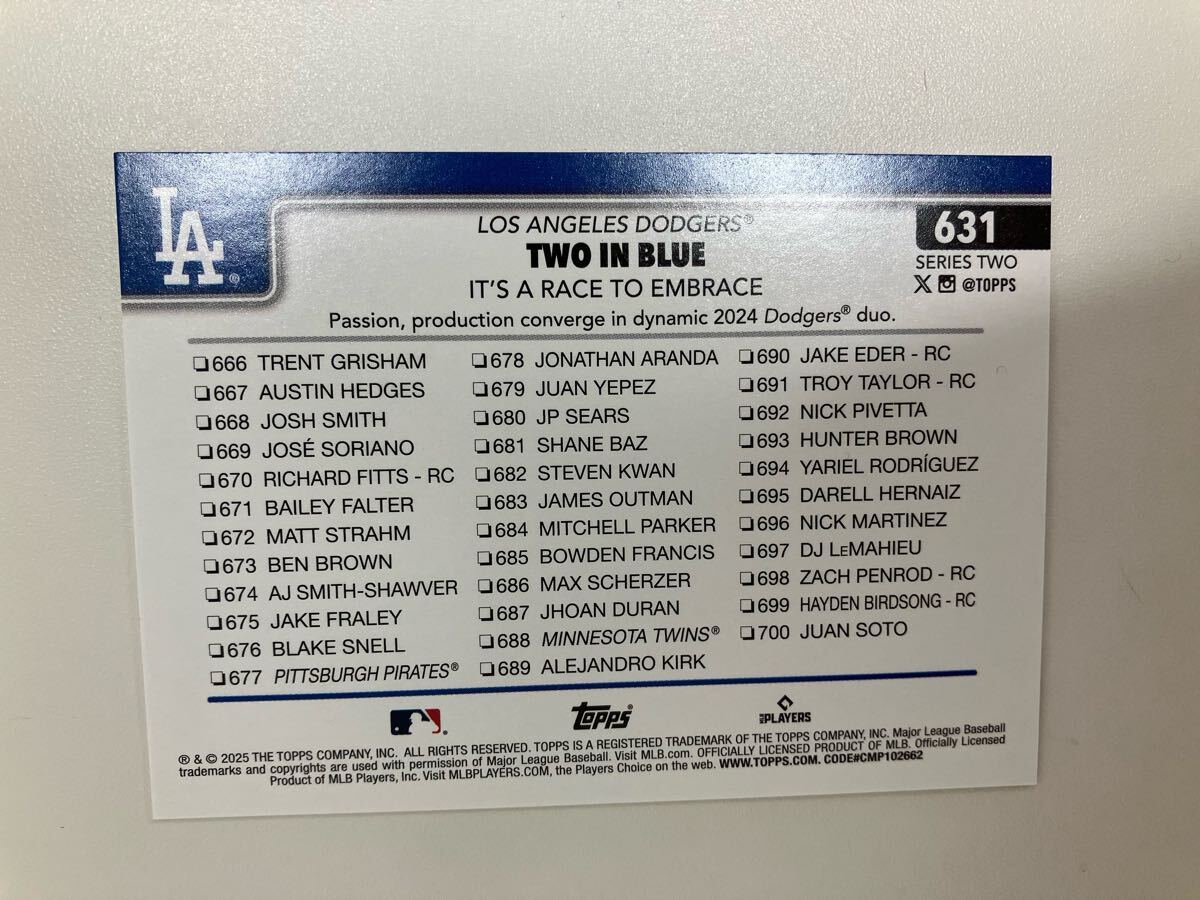 LA®
LOS ANGELES DODGERS®
TWO IN BLUE
IT'S A RACE TO EMBRACE
Passion, production converge in dynamic 2024 Dodgers® duo.
631
SERIES TWO
X @TOPPS
❏666 TRENT GRISHAM
❏667 AUSTIN HEDGES
❏668 JOSH SMITH
❏669 JOSÉ SORIANO
❏670 RICHARD FITTS - RC
❏671 BAILEY FALTER
❏672 MATT STRAHM
❏673 BEN BROWN
❏674 AJ SMITH-SHAWVER
❏675 JAKE FRALEY
❏676 BLAKE SNELL
❏677 PITTSBURGH PIRATES®
❏678 JONATHAN ARANDA
❏679 JUAN YEPEZ
❏680 JP SEARS
❏681 SHANE BAZ
❏682 STEVEN KWAN
❏683 JAMES OUTMAN
❏684 MITCHELL PARKER
❏685 BOWDEN FRANCIS
❏686 MAX SCHERZER
❏687 JHOAN DURAN
❏688 MINNESOTA TWINS®
❏689 ALEJANDRO KIRK
❏690 JAKE EDER - RC
❏691 TROY TAYLOR - RC
❏692 NICK PIVETTA
❏693 HUNTER BROWN
❏694 YARIEL RODRÍGUEZ
❏695 DARELL HERNAIZ
❏696 NICK MARTINEZ
❏697 DJ LEMAHIEU
❏698 ZACH PENROD - RC
❏699 HAYDEN BIRDSONG - RC
❏700 JUAN SOTO
Topps®
MLB PLAYERS
® & © 2025 THE TOPPS COMPANY, INC. ALL RIGHTS RESERVED. TOPPS IS A REGISTERED TRADEMARK OF THE TOPPS COMPANY, INC. Major League Baseball
trademarks and copyrights are used with permission of Major League Baseball. Visit MLB.com. OFFICIALLY LICENSED PRODUCT OF MLB. Officially Licensed
Product of MLB Players, Inc. Visit MLBPLAYERS.COM, the Players Choice on the web. WWW.TOPPS.COM. CODE#CMP102662